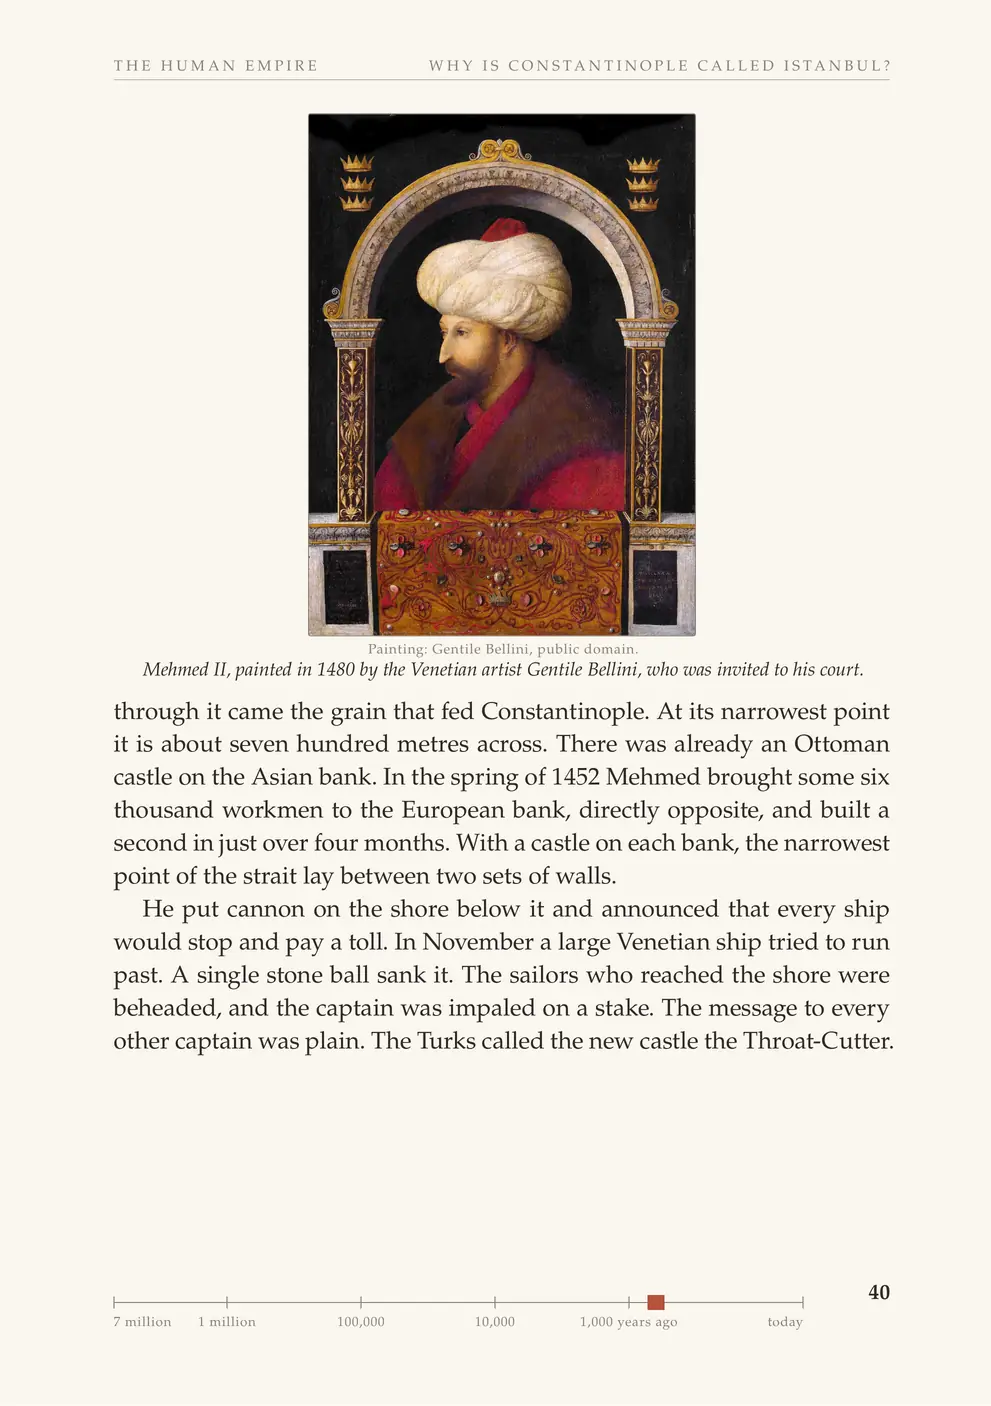 THE HUMAN EMPIRE
WHY IS CONSTANTINOPLE CALLED ISTANBUL?
Painting: Gentile Bellini, public domain.
Mehmed II, painted in 1480 by the Venetian artist Gentile Bellini, who was invited to his court.
through it came the grain that fed Constantinople. At its narrowest point
it is about seven hundred metres across. There was already an Ottoman
castle on the Asian bank. In the spring of 1452 Mehmed brought some six
thousand workmen to the European bank, directly opposite, and built a
second in just over four months. With a castle on each bank, the narrowest
point of the strait lay between two sets of walls.
He put cannon on the shore below it and announced that every ship
would stop and pay a toll. In November a large Venetian ship tried to run
past. A single stone ball sank it. The sailors who reached the shore were
beheaded, and the captain was impaled on a stake. The message to every
other captain was plain. The Turks called the new castle the Throat-Cutter.
40
7 million
1 million
100,000
10,000
1,000 years ago
today